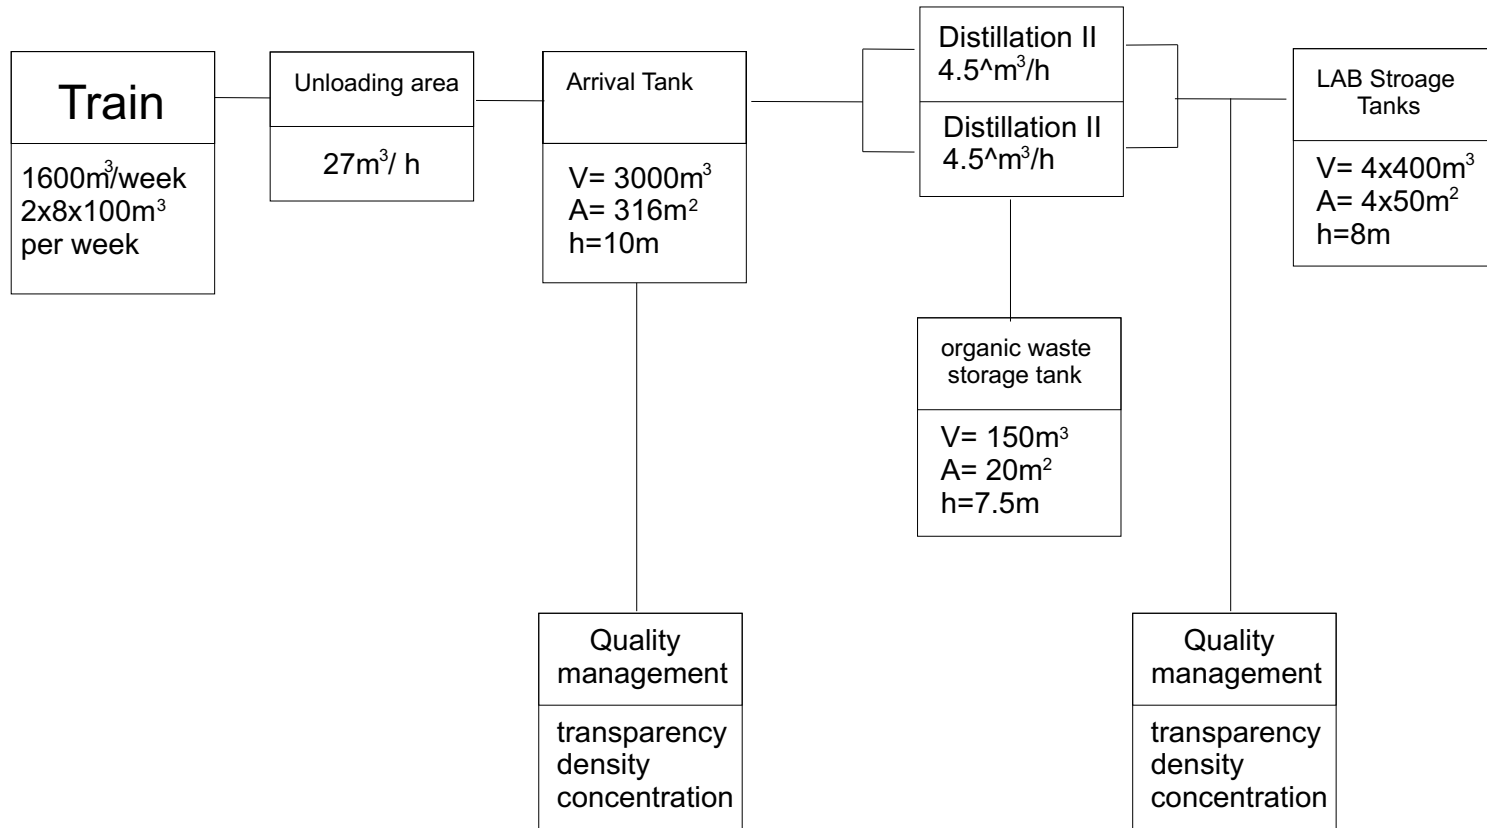 Train
1600m³/week
2x8x100m³
per week
Unloading area
27m³/ h
Arrival Tank
V= 3000m³
A= 316m²
h=10m
Distillation II
4.5^m³/h
Distillation II
4.5^m³/h
LAB Stroage
Tanks
V= 4x400m³
A= 4x50m²
h=8m
organic waste
storage tank
V= 150m³
A= 20m²
h=7.5m
Quality
management
transparency
density
concentration
Quality
management
transparency
density
concentration